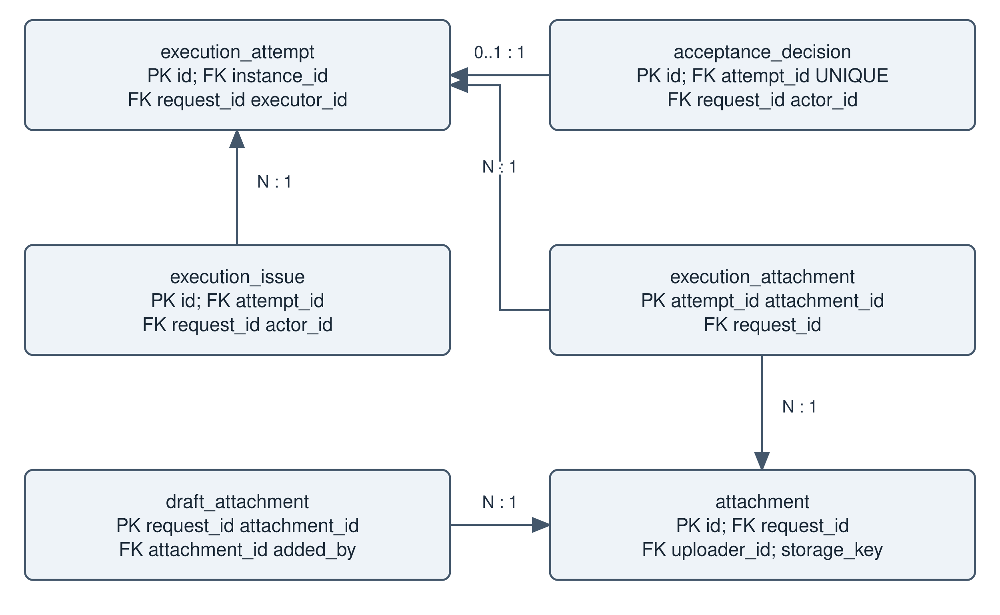 execution_attempt
PK id; FK instance_id
FK request_id executor_id
0..1 : 1
acceptance_decision
PK id; FK attempt_id UNIQUE
FK request_id actor_id
N : 1
N : 1
execution_issue
PK id; FK attempt_id
FK request_id actor_id
execution_attachment
PK attempt_id attachment_id
FK request_id
N : 1
draft_attachment
PK request_id attachment_id
FK attachment_id added_by
N : 1
attachment
PK id; FK request_id
FK uploader_id; storage_key